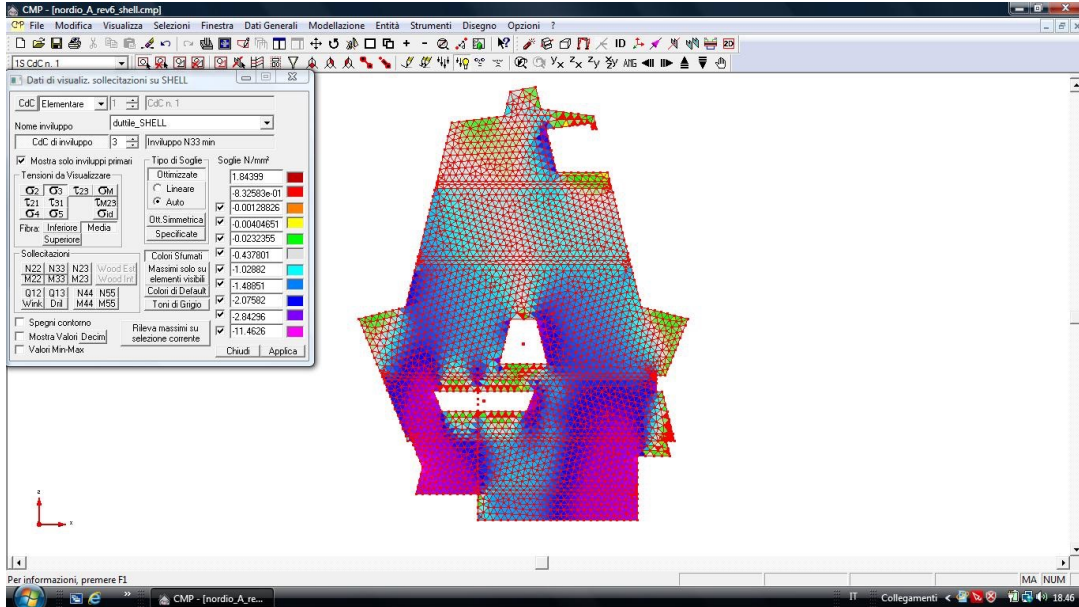 CMP - [nordio_A_rev6_shell.cmp]
File Modifica Visualizza Selezioni Finestra Dati Generali Modellazione Entità Strumenti Disegno Opzioni ?
ID 2D
1S CdC n. 1
Yx Zx Zy
Dati di visualiz. sollecitazioni su SHELL
CdC Elementare 1 CdC n. 1
Nome inviluppo duttile_SHELL
CdC di inviluppo 3 Inviluppo N33 min
Mostra solo inviluppi primari
Tipo di Soglie
Soglie N/mm²
Tensioni da Visualizzare
Ottimizzate
1.84399
σ2 σ3 τ23 σM
Lineare
-8.32583e-01
τ21 τ31 τM23
Auto
-0.00128826
σ4 σ5 σid
Ott.Simmetrica
-0.00404651
Fibra: Inferiore Media
Superiore
Specificate
-0.0232355
Sollecitazioni
Colori Sfumati
-0.437801
N22 N33 N23 Wood Est
Massimi solo su elementi visibili
-1.02882
M22 M33 M23 Wood Int
Colori di Default
-1.48851
Q12 Q13 N44 N55
Toni di Grigio
-2.07582
Wink Dril M44 M55
-2.84296
Spegni contorno
Rileva massimi su selezione corrente
-11.4626
Mostra Valori Decim
Valori Min-Max
Chiudi Applica
z
x
Per informazioni, premere F1
MA NUM
CMP - [nordio_A_re...
IT Collegamenti 18.46